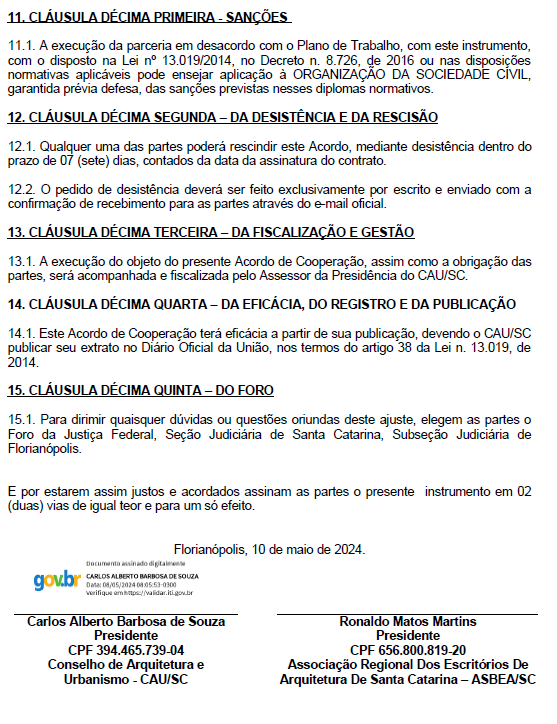 11. CLÁUSULA DÉCIMA PRIMEIRA - SANÇÕES
11.1. A execução da parceria em desacordo com o Plano de Trabalho, com este instrumento,
com o disposto na Lei nº 13.019/2014, no Decreto n. 8.726, de 2016 ou nas disposições
normativas aplicáveis pode ensejar aplicação à ORGANIZAÇÃO DA SOCIEDADE CIVIL,
garantida prévia defesa, das sanções previstas nesses diplomas normativos.
12. CLÁUSULA DÉCIMA SEGUNDA – DA DESISTÊNCIA E DA RESCISÃO
12.1. Qualquer uma das partes poderá rescindir este Acordo, mediante desistência dentro do
prazo de 07 (sete) dias, contados da data da assinatura do contrato.
12.2. O pedido de desistência deverá ser feito exclusivamente por escrito e enviado com a
confirmação de recebimento para as partes através do e-mail oficial.
13. CLÁUSULA DÉCIMA TERCEIRA – DA FISCALIZAÇÃO E GESTÃO
13.1. A execução do objeto do presente Acordo de Cooperação, assim como a obrigação das
partes, será acompanhada e fiscalizada pelo Assessor da Presidência do CAU/SC.
14. CLÁUSULA DÉCIMA QUARTA – DA EFICÁCIA, DO REGISTRO E DA PUBLICAÇÃO
14.1. Este Acordo de Cooperação terá eficácia a partir de sua publicação, devendo o CAU/SC
publicar seu extrato no Diário Oficial da União, nos termos do artigo 38 da Lei n. 13.019, de
2014.
15. CLÁUSULA DÉCIMA QUINTA – DO FORO
15.1. Para dirimir quaisquer dúvidas ou questões oriundas deste ajuste, elegem as partes o
Foro da Justiça Federal, Seção Judiciária de Santa Catarina, Subseção Judiciária de
Florianópolis.
E por estarem assim justos e acordados assinam as partes o presente instrumento em 02
(duas) vias de igual teor e para um só efeito.
Florianópolis, 10 de maio de 2024.
gov.br
Documento assinado digitalmente
CARLOS ALBERTO BARBOSA DE SOUZA
Data: 08/05/2024 08:05:53-0300
Verifique em https://validar.iti.gov.br
Carlos Alberto Barbosa de Souza
Presidente
CPF 394.465.739-04
Conselho de Arquitetura e
Urbanismo - CAU/SC
Ronaldo Matos Martins
Presidente
CPF 656.800.819-20
Associação Regional Dos Escritórios De
Arquitetura De Santa Catarina – ASBEA/SC